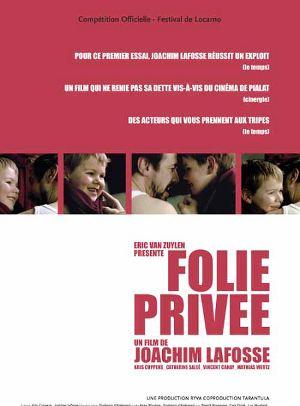 Compétition Officielle - Festival de Locarno
POUR CE PREMIER ESSAI, JOACHIM LAFOSSE RÉUSSIT UN EXPLOIT
(le temps)
UN FILM QUI NE RENIE PAS SA DETTE VIS-À-VIS DU CINÉMA DE PIALAT
(cinergie)
DES ACTEURS QUI VOUS PRENNENT AUX TRIPES
(le temps)
ERIC VAN ZUYLEN
PRESENTE
FOLIE
PRIVEE
UN FILM DE
JOACHIM LAFOSSE
KRIS CUPPENS, CATHERINE SALÉE, VINCENT CAHAY, MATHIAS WERTZ
UNE PRODUCTION RYVA COPRODUCTION TARANTULA